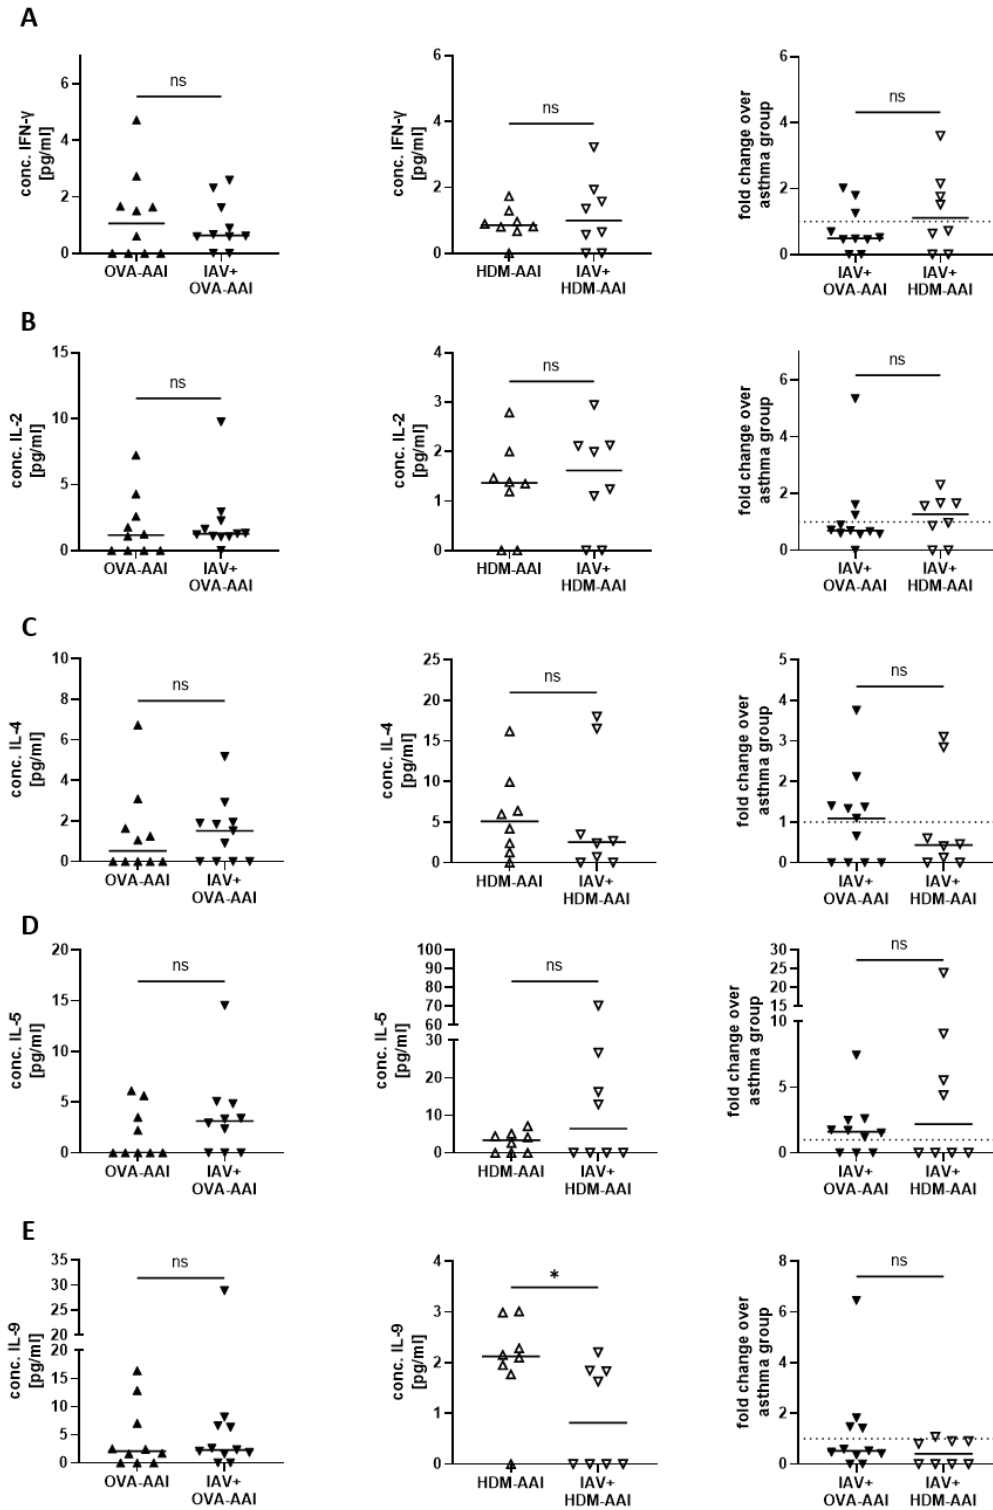 A
conc. IFN-γ
[pg/ml]
6
4
2
0
ns
OVA-AAI
IAV+
OVA-AAI
conc. IFN-γ
[pg/ml]
6
4
2
0
ns
HDM-AAI
IAV+
HDM-AAI
fold change over
asthma group
6
4
2
0
ns
IAV+
OVA-AAI
IAV+
HDM-AAI
B
conc. IL-2
[pg/ml]
15
10
5
0
ns
OVA-AAI
IAV+
OVA-AAI
conc. IL-2
[pg/ml]
4
3
2
1
0
ns
HDM-AAI
IAV+
HDM-AAI
fold change over
asthma group
6
4
2
0
ns
IAV+
OVA-AAI
IAV+
HDM-AAI
C
conc. IL-4
[pg/ml]
10
8
6
4
2
0
ns
OVA-AAI
IAV+
OVA-AAI
conc. IL-4
[pg/ml]
25
20
15
10
5
0
ns
HDM-AAI
IAV+
HDM-AAI
fold change over
asthma group
5
4
3
2
1
0
ns
IAV+
OVA-AAI
IAV+
HDM-AAI
D
conc. IL-5
[pg/ml]
20
15
10
5
0
ns
OVA-AAI
IAV+
OVA-AAI
conc. IL-5
[pg/ml]
100
90
80
70
60
30
20
10
0
ns
HDM-AAI
IAV+
HDM-AAI
fold change over
asthma group
30
25
20
15
10
5
0
ns
IAV+
OVA-AAI
IAV+
HDM-AAI
E
conc. IL-9
[pg/ml]
35
30
25
20
20
15
10
5
0
ns
OVA-AAI
IAV+
OVA-AAI
conc. IL-9
[pg/ml]
4
3
2
1
0
*
HDM-AAI
IAV+
HDM-AAI
fold change over
asthma group
8
6
4
2
0
ns
IAV+
OVA-AAI
IAV+
HDM-AAI